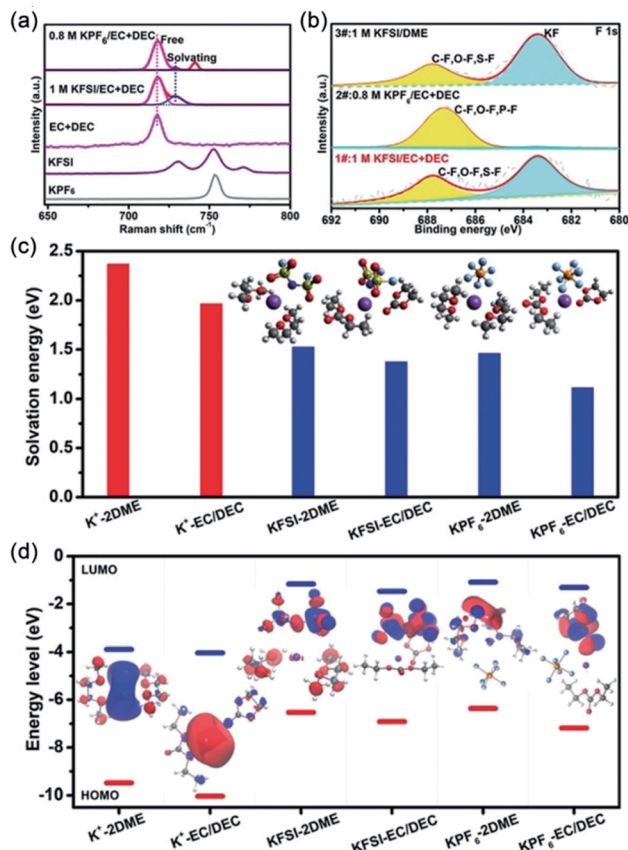 (a)
0.8 M KPF6/EC+DEC
Free
Solvating
1 M KFSI/EC+DEC
EC+DEC
KFSI
KPF6
Intensity (a.u.)
650 700 750 800
Raman shift (cm-1)
(b)
3#:1 M KFSI/DME
F 1s
KF
C-F,O-F,S-F
2#:0.8 M KPF6/EC+DEC
C-F,O-F,P-F
1#:1 M KFSI/EC+DEC
C-F,O-F,S-F
Intensity (a.u.)
692 690 688 686 684 682 680
Binding energy (eV)
(c)
Solvation energy (eV)
2.5
2.0
1.5
1.0
0.5
0.0
K+-2DME
K+-EC/DEC
KFSI-2DME
KFSI-EC/DEC
KPF6-2DME
KPF6-EC/DEC
(d)
Energy level (eV)
0
-2
-4
-6
-8
-10
LUMO
HOMO
K+-2DME
K+-EC/DEC
KFSI-2DME
KFSI-EC/DEC
KPF6-2DME
KPF6-EC/DEC